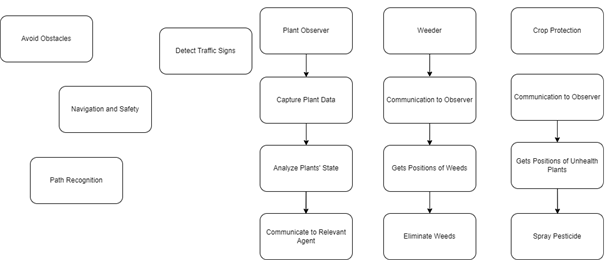 Avoid Obstacles
Detect Traffic Signs
Navigation and Safety
Path Recognition
Plant Observer
Capture Plant Data
Analyze Plants' State
Communicate to Relevant
Agent
Weeder
Communication to Observer
Gets Positions of Weeds
Eliminate Weeds
Crop Protection
Communication to Observer
Gets Positions of Unhealth
Plants
Spray Pesticide